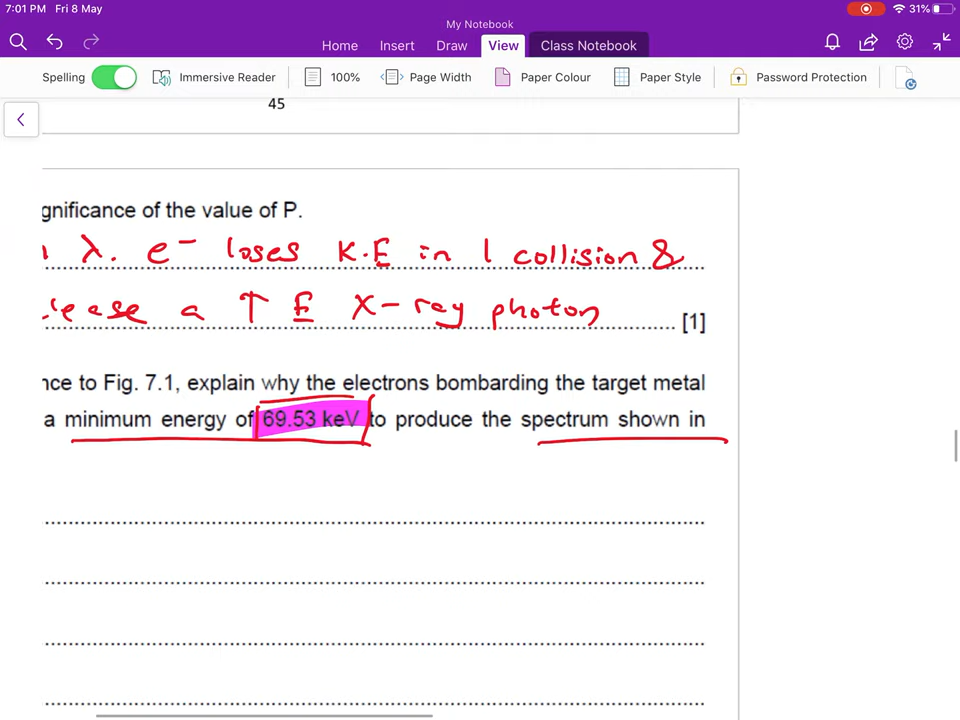 7:01 PM Fri 8 May
31%
My Notebook
Home Insert Draw View Class Notebook
Spelling Immersive Reader 100% Page Width Paper Colour Paper Style Password Protection
45
gnificance of the value of P.
λ. e⁻ loses K.E in 1 collision &
ease a ↑ E X-ray photon
[1]
nce to Fig. 7.1, explain why the electrons bombarding the target metal
a minimum energy of 69.53 keV to produce the spectrum shown in